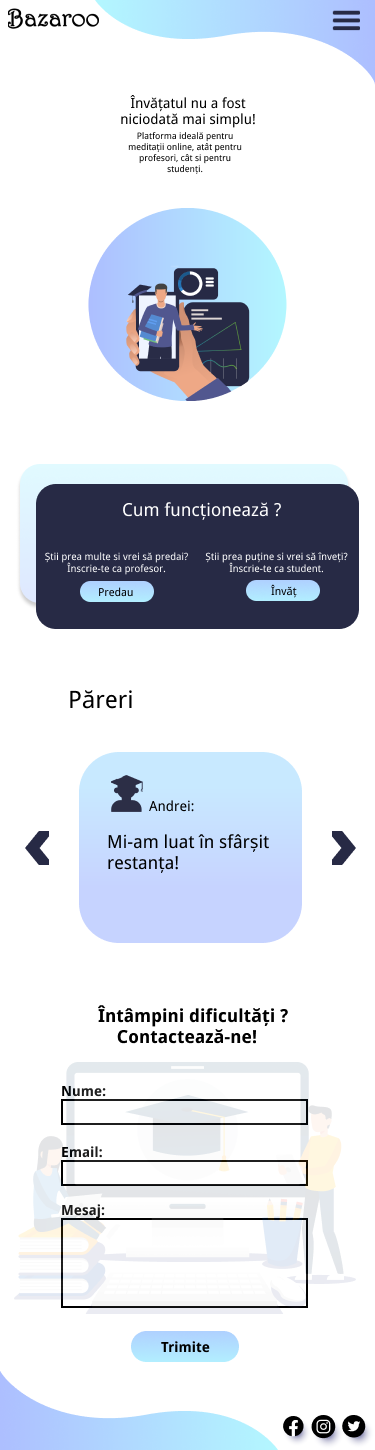 Bazaroo
Învățatul nu a fost
niciodată mai simplu!
Platforma ideală pentru
meditații online, atât pentru
profesori, cât si pentru
studenți.
Cum funcționează ?
Știi prea multe si vrei să predai?
Înscrie-te ca profesor.
Predau
Știi prea puține si vrei să înveți?
Înscrie-te ca student.
Învăț
Păreri
Andrei:
Mi-am luat în sfârșit
restanța!
Întâmpini dificultăți ?
Contactează-ne!
Nume:
Email:
Mesaj:
Trimite